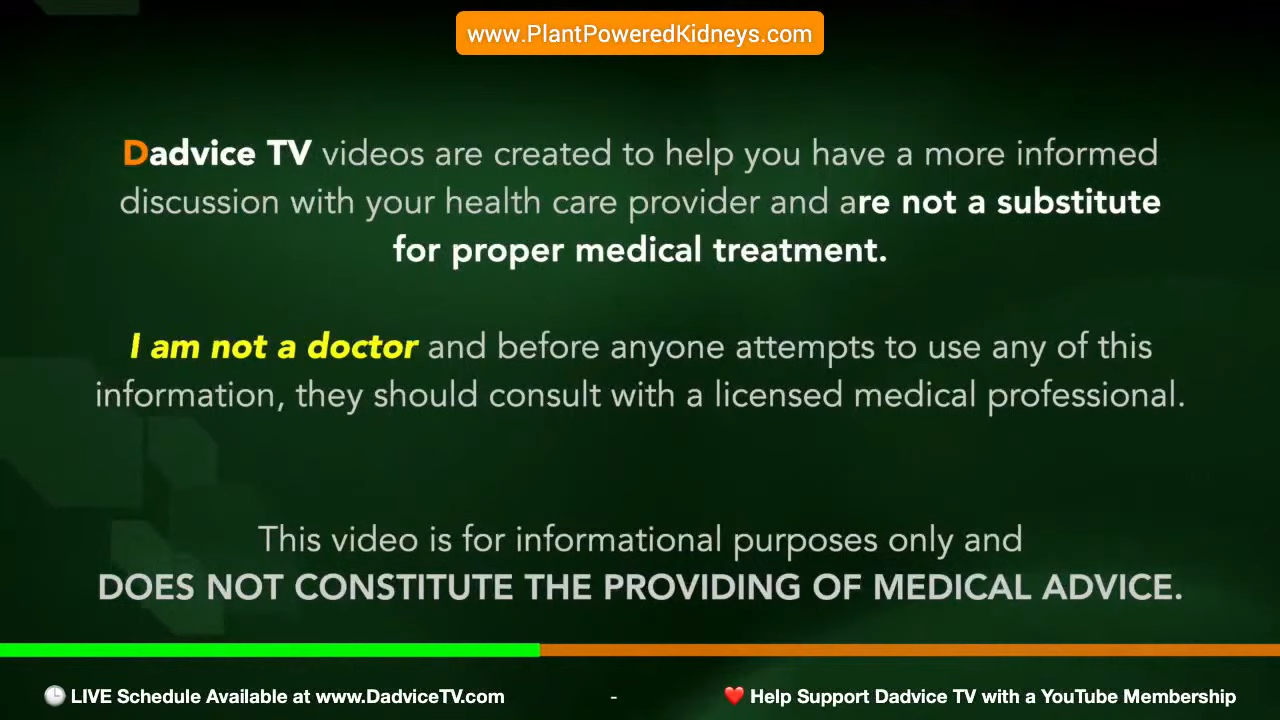 www.PlantPoweredKidneys.com
Dadvice TV videos are created to help you have a more informed
discussion with your health care provider and are not a substitute
for proper medical treatment.
I am not a doctor and before anyone attempts to use any of this
information, they should consult with a licensed medical professional.
This video is for informational purposes only and
DOES NOT CONSTITUTE THE PROVIDING OF MEDICAL ADVICE.
🕒 LIVE Schedule Available at www.DadviceTV.com - ❤️ Help Support Dadvice TV with a YouTube Membership